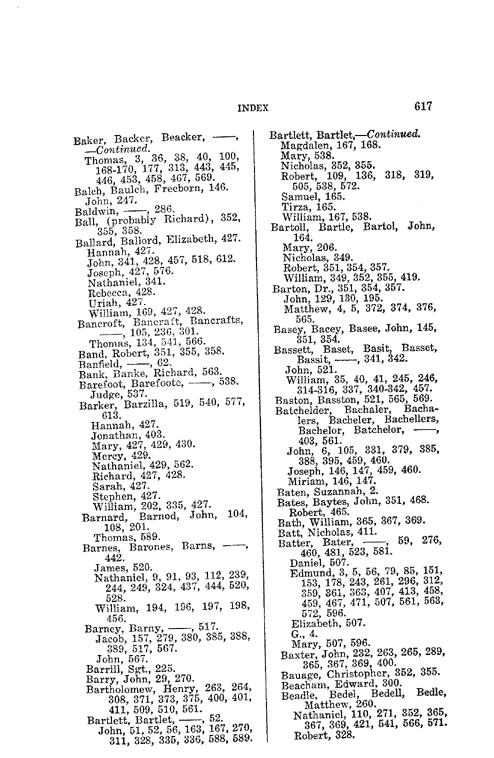 INDEX 617
Baker, Backer, Beacker, ——,
—Continued.
Thomas, 3, 36, 38, 40, 100,
168-170, 177, 313, 443, 445,
446, 453, 458, 467, 569.
Balch, Baulch, Freeborn, 146.
John, 247.
Baldwin, ——, 286.
Ball, (probably Richard), 352,
355, 358.
Ballard, Ballord, Elizabeth, 427.
Hannah, 427.
John, 341, 428, 457, 518, 612.
Joseph, 427, 576.
Nathaniel, 341.
Rebecca, 428.
Uriah, 427.
William, 169, 427, 428.
Bancroft, Bancraft, Bancrafts,
——, 105, 236, 301.
Thomas, 134, 541, 566.
Band, Robert, 351, 355, 358.
Banfield, ——, 62.
Bank, Banke, Richard, 563.
Barefoot, Barefoote, ——, 538.
Judge, 537.
Barker, Barzilla, 519, 540, 577,
613.
Hannah, 427.
Jonathan, 403.
Mary, 427, 429, 430.
Mercy, 429.
Nathaniel, 429, 562.
Richard, 427, 428.
Sarah, 427.
Stephen, 427.
William, 202, 335, 427.
Barnard, Barnod, John, 104,
108, 201.
Thomas, 589.
Barnes, Barones, Barns, ——,
442.
James, 520.
Nathaniel, 9, 91, 93, 112, 239,
244, 249, 324, 437, 444, 520,
528.
William, 194, 196, 197, 198,
456.
Barney, Barny, ——, 517.
Jacob, 157, 279, 380, 385, 388,
389, 517, 567.
John, 567.
Barrill, Sgt., 225.
Barry, John, 29, 270.
Bartholomew, Henry, 263, 264,
308, 371, 373, 375, 400, 401,
411, 509, 510, 561.
Bartlett, Bartlet, ——, 52.
John, 51, 52, 56, 163, 167, 270,
311, 328, 335, 336, 588, 589.
Bartlett, Bartlet,—Continued.
Magdalen, 167, 168.
Mary, 538.
Nicholas, 352, 355.
Robert, 109, 136, 318, 319,
505, 538, 572.
Samuel, 165.
Tirza, 165.
William, 167, 538.
Bartoll, Bartle, Bartol, John,
164.
Mary, 206.
Nicholas, 349.
Robert, 351, 354, 357.
William, 349, 352, 355, 419.
Barton, Dr., 351, 354, 357.
John, 129, 130, 195.
Matthew, 4, 5, 372, 374, 376,
565.
Basey, Bacey, Basee, John, 145,
351, 354.
Bassett, Baset, Basit, Basset,
Bassit, ——, 341, 342.
John, 521.
William, 35, 40, 41, 245, 246,
314-316, 337, 340-342, 457.
Baston, Basston, 521, 565, 569.
Batchelder, Bachaler, Bacha-
lers, Bacheler, Bachellers,
Bachelor, Batchelor, ——,
403, 561.
John, 6, 105, 331, 379, 385,
388, 395, 459, 460.
Joseph, 146, 147, 459, 460.
Miriam, 146, 147.
Baten, Suzannah, 2.
Bates, Baytes, John, 351, 468.
Robert, 465.
Bath, William, 365, 367, 369.
Batt, Nicholas, 411.
Batter, Bater, ——, 59, 276,
460, 481, 523, 581.
Daniel, 507.
Edmund, 3, 5, 56, 79, 85, 151,
153, 178, 243, 261, 296, 312,
359, 361, 363, 407, 413, 458,
459, 467, 471, 507, 561, 563,
572, 596.
Elizabeth, 507.
G., 4.
Mary, 507, 596.
Baxter, John, 232, 263, 265, 289,
365, 367, 369, 400.
Bauage, Christopher, 352, 355.
Beacham, Edward, 300.
Beadle, Bedel, Bedell, Bedle,
Matthew, 260.
Nathaniel, 110, 271, 352, 365,
367, 369, 421, 541, 566, 571.
Robert, 328.